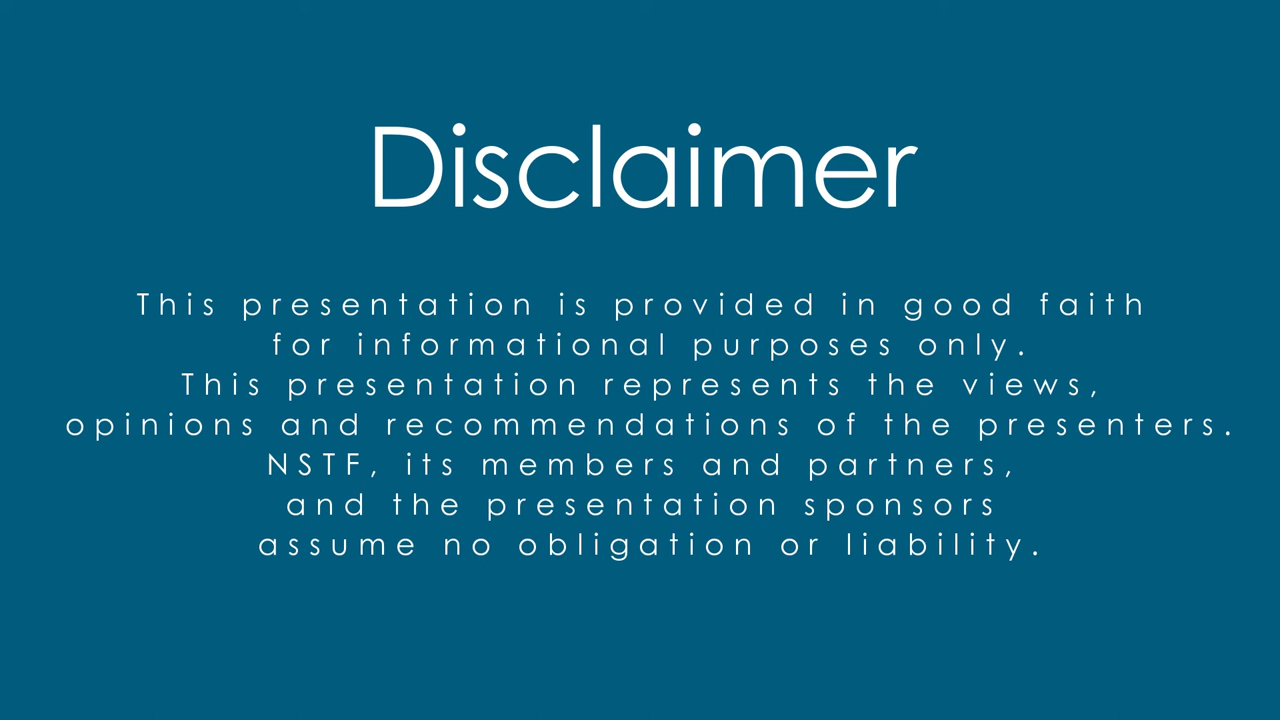 Disclaimer
This presentation is provided in good faith
for informational purposes only.
This presentation represents the views,
opinions and recommendations of the presenters.
NSTF, its members and partners,
and the presentation sponsors
assume no obligation or liability.